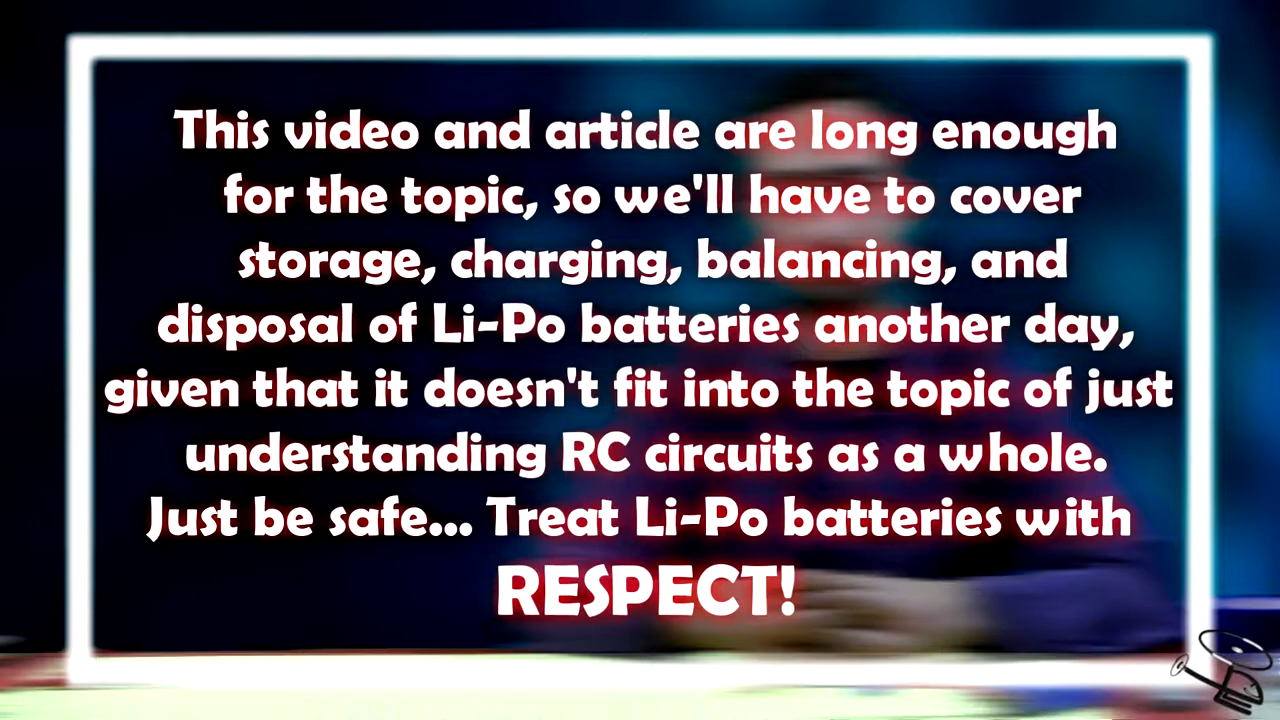 This video and article are long enough
for the topic, so we'll have to cover
storage, charging, balancing, and
disposal of Li-Po batteries another day,
given that it doesn't fit into the topic of just
understanding RC circuits as a whole.
Just be safe... Treat Li-Po batteries with
RESPECT!